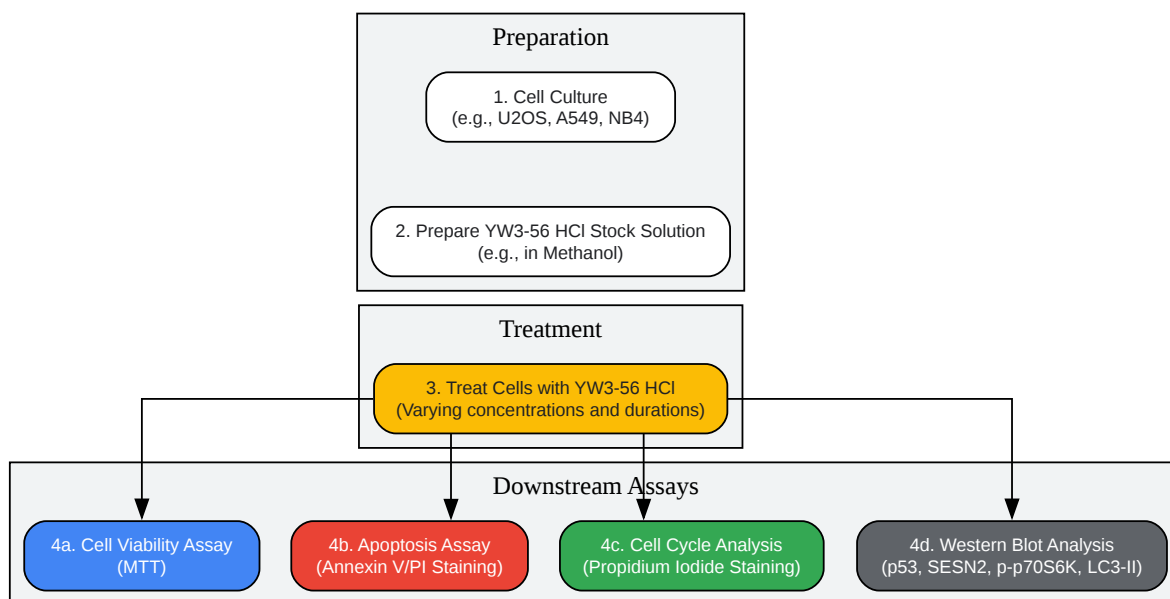 Preparation
1. Cell Culture
(e.g., U2OS, A549, NB4)
2. Prepare YW3-56 HCl Stock Solution
(e.g., in Methanol)
Treatment
3. Treat Cells with YW3-56 HCl
(Varying concentrations and durations)
Downstream Assays
4a. Cell Viability Assay
(MTT)
4b. Apoptosis Assay
(Annexin V/PI Staining)
4c. Cell Cycle Analysis
(Propidium Iodide Staining)
4d. Western Blot Analysis
(p53, SESN2, p-p70S6K, LC3-II)